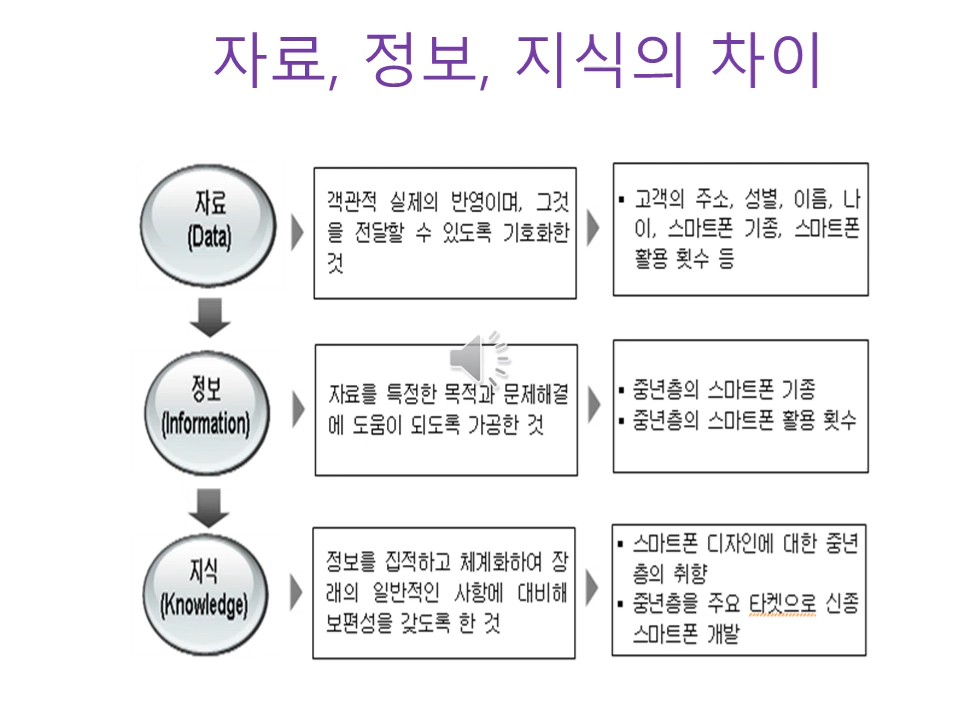 자료, 정보, 지식의 차이
자료
(Data)
객관적 실제의 반영이며, 그것
을 전달할 수 있도록 기호화한
것
▪ 고객의 주소, 성별, 이름, 나
이, 스마트폰 기종, 스마트폰
활용 횟수 등
정보
(Information)
자료를 특정한 목적과 문제해결
에 도움이 되도록 가공한 것
▪ 중년층의 스마트폰 기종
▪ 중년층의 스마트폰 활용 횟수
지식
(Knowledge)
정보를 집적하고 체계화하여 장
래의 일반적인 사항에 대비해
보편성을 갖도록 한 것
▪ 스마트폰 디자인에 대한 중년
층의 취향
▪ 중년층을 주요 타켓으로 신종
스마트폰 개발